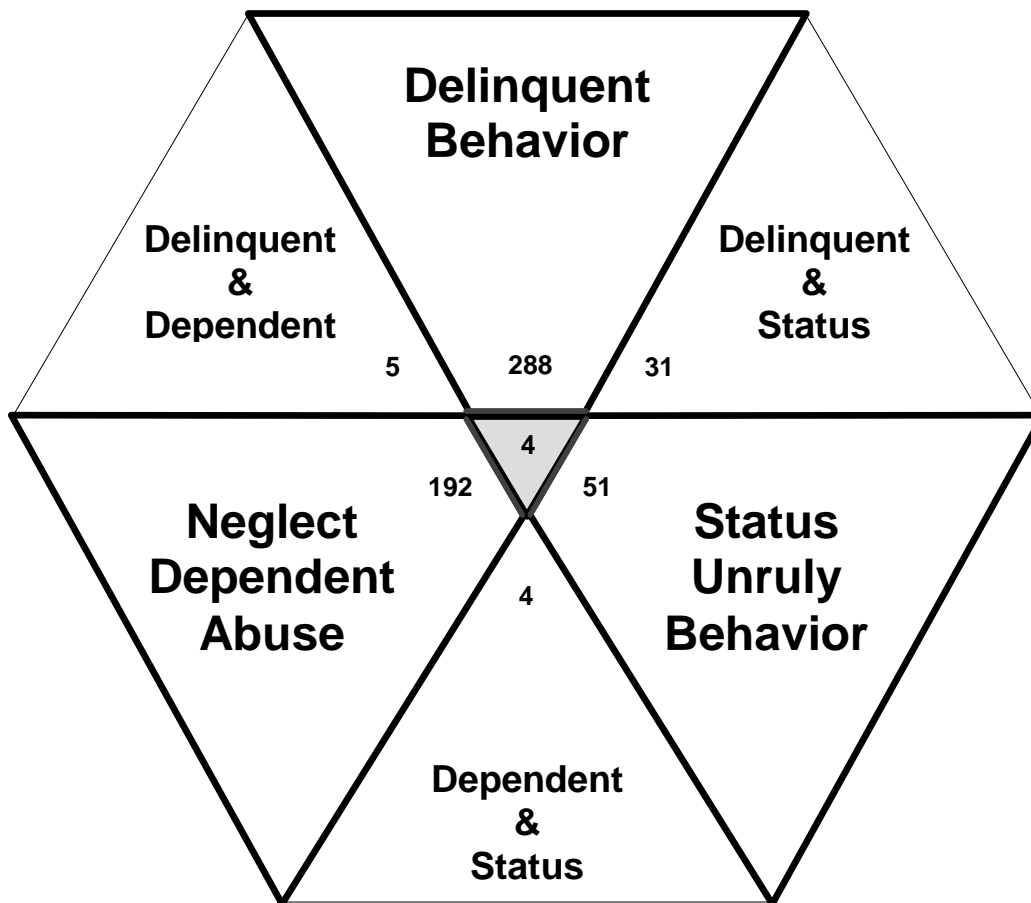 Delinquent
Behavior
Delinquent
&
Dependent
Delinquent
&
Status
5
288
31
4
192
51
Neglect
Dependent
Abuse
Status
Unruly
Behavior
4
Dependent
&
Status